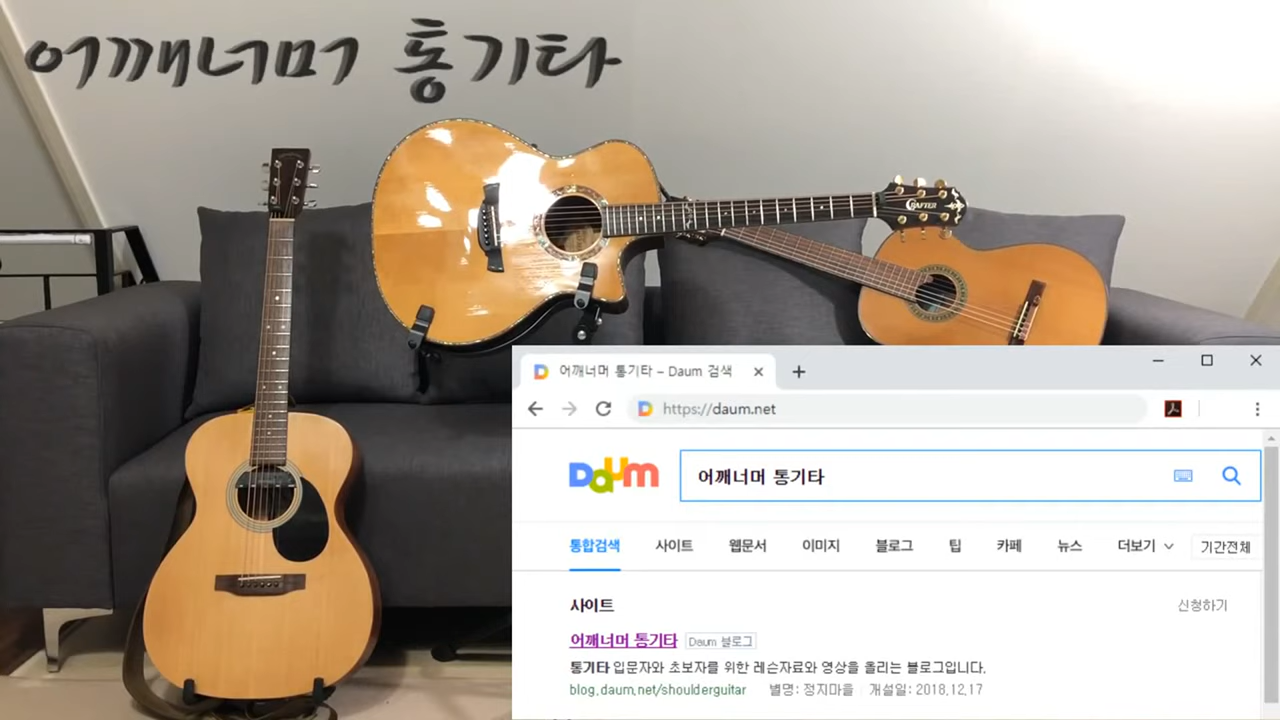 어깨너머 통기타
CRAFTER
어깨너머 통기타 – Daum 검색
https://daum.net
Daum
어깨너머 통기타
통합검색 사이트 웹문서 이미지 블로그 팁 카페 뉴스 더보기 기간전체
사이트 신청하기
어깨너머 통기타 Daum 블로그
통기타 입문자와 초보자를 위한 레슨자료와 영상을 올리는 블로그입니다.
blog.daum.net/shoulderguitar 별명: 정지마을 개설일: 2018.12.17